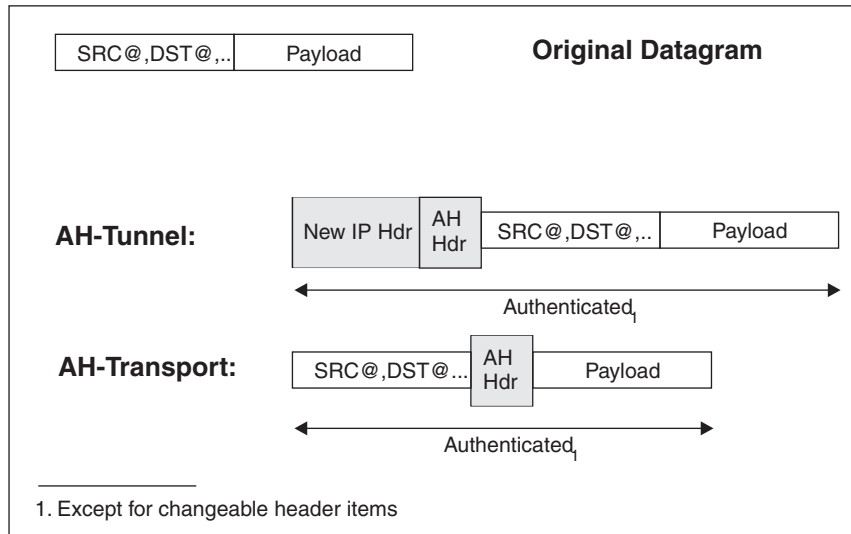 SRC@,DST@,.. Payload Original Datagram
AH-Tunnel: New IP Hdr AH Hdr SRC@,DST@,.. Payload
Authenticated1
AH-Transport: SRC@,DST@... AH Hdr Payload
Authenticated1
1. Except for changeable header items